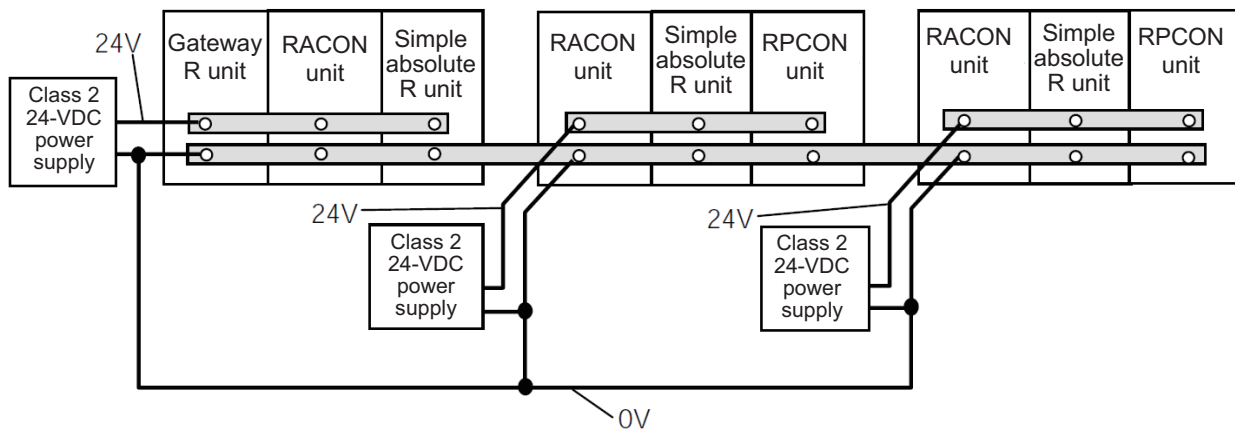 24V
Class 2
24-VDC
power
supply
Gateway
R unit
RACON
unit
Simple
absolute
R unit
RACON
unit
Simple
absolute
R unit
RPCON
unit
RACON
unit
Simple
absolute
R unit
RPCON
unit
24V
Class 2
24-VDC
power
supply
24V
Class 2
24-VDC
power
supply
0V